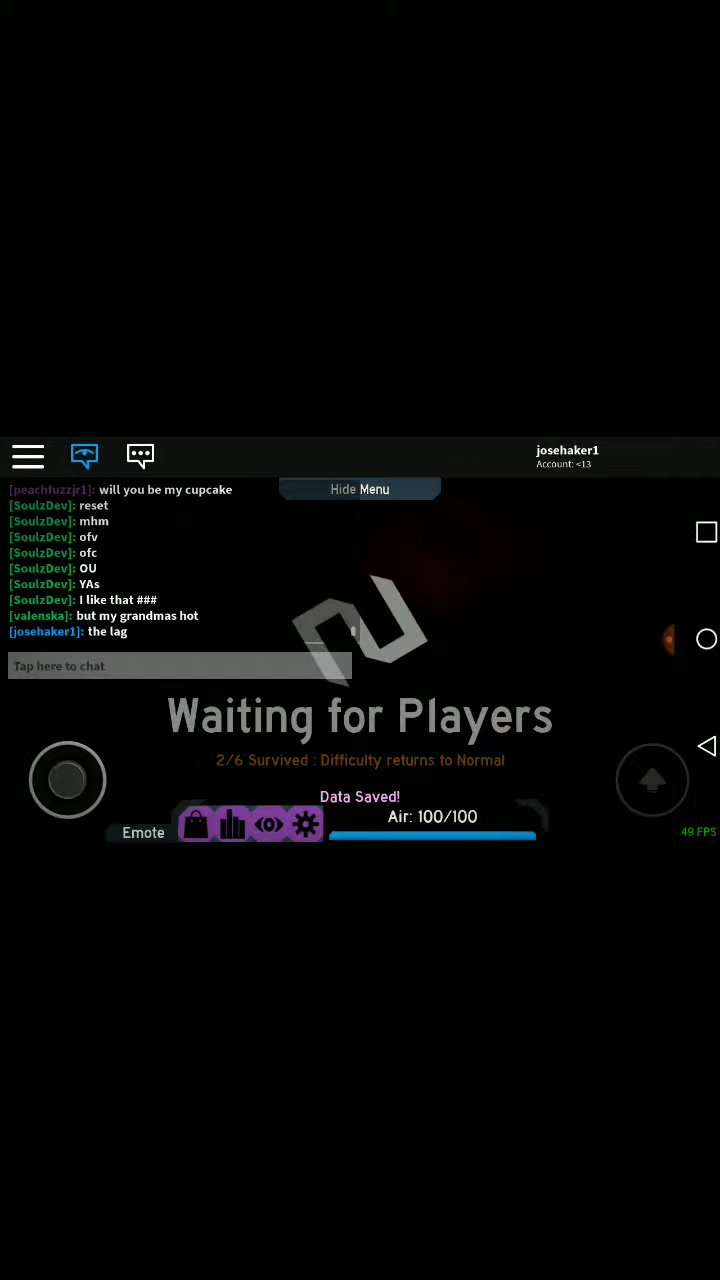 josehaker1
Account: <13
[peachfuzzjr1]: will you be my cupcake
Hide Menu
[SoulzDev]: reset
[SoulzDev]: mhm
[SoulzDev]: ofv
[SoulzDev]: ofc
[SoulzDev]: OU
[SoulzDev]: YAs
[SoulzDev]: I like that ###
[valenska]: but my grandmas hot
[josehaker1]: the lag
Tap here to chat
Waiting for Players
2/6 Survived : Difficulty returns to Normal
Data Saved!
Air: 100/100
Emote
49 FPS